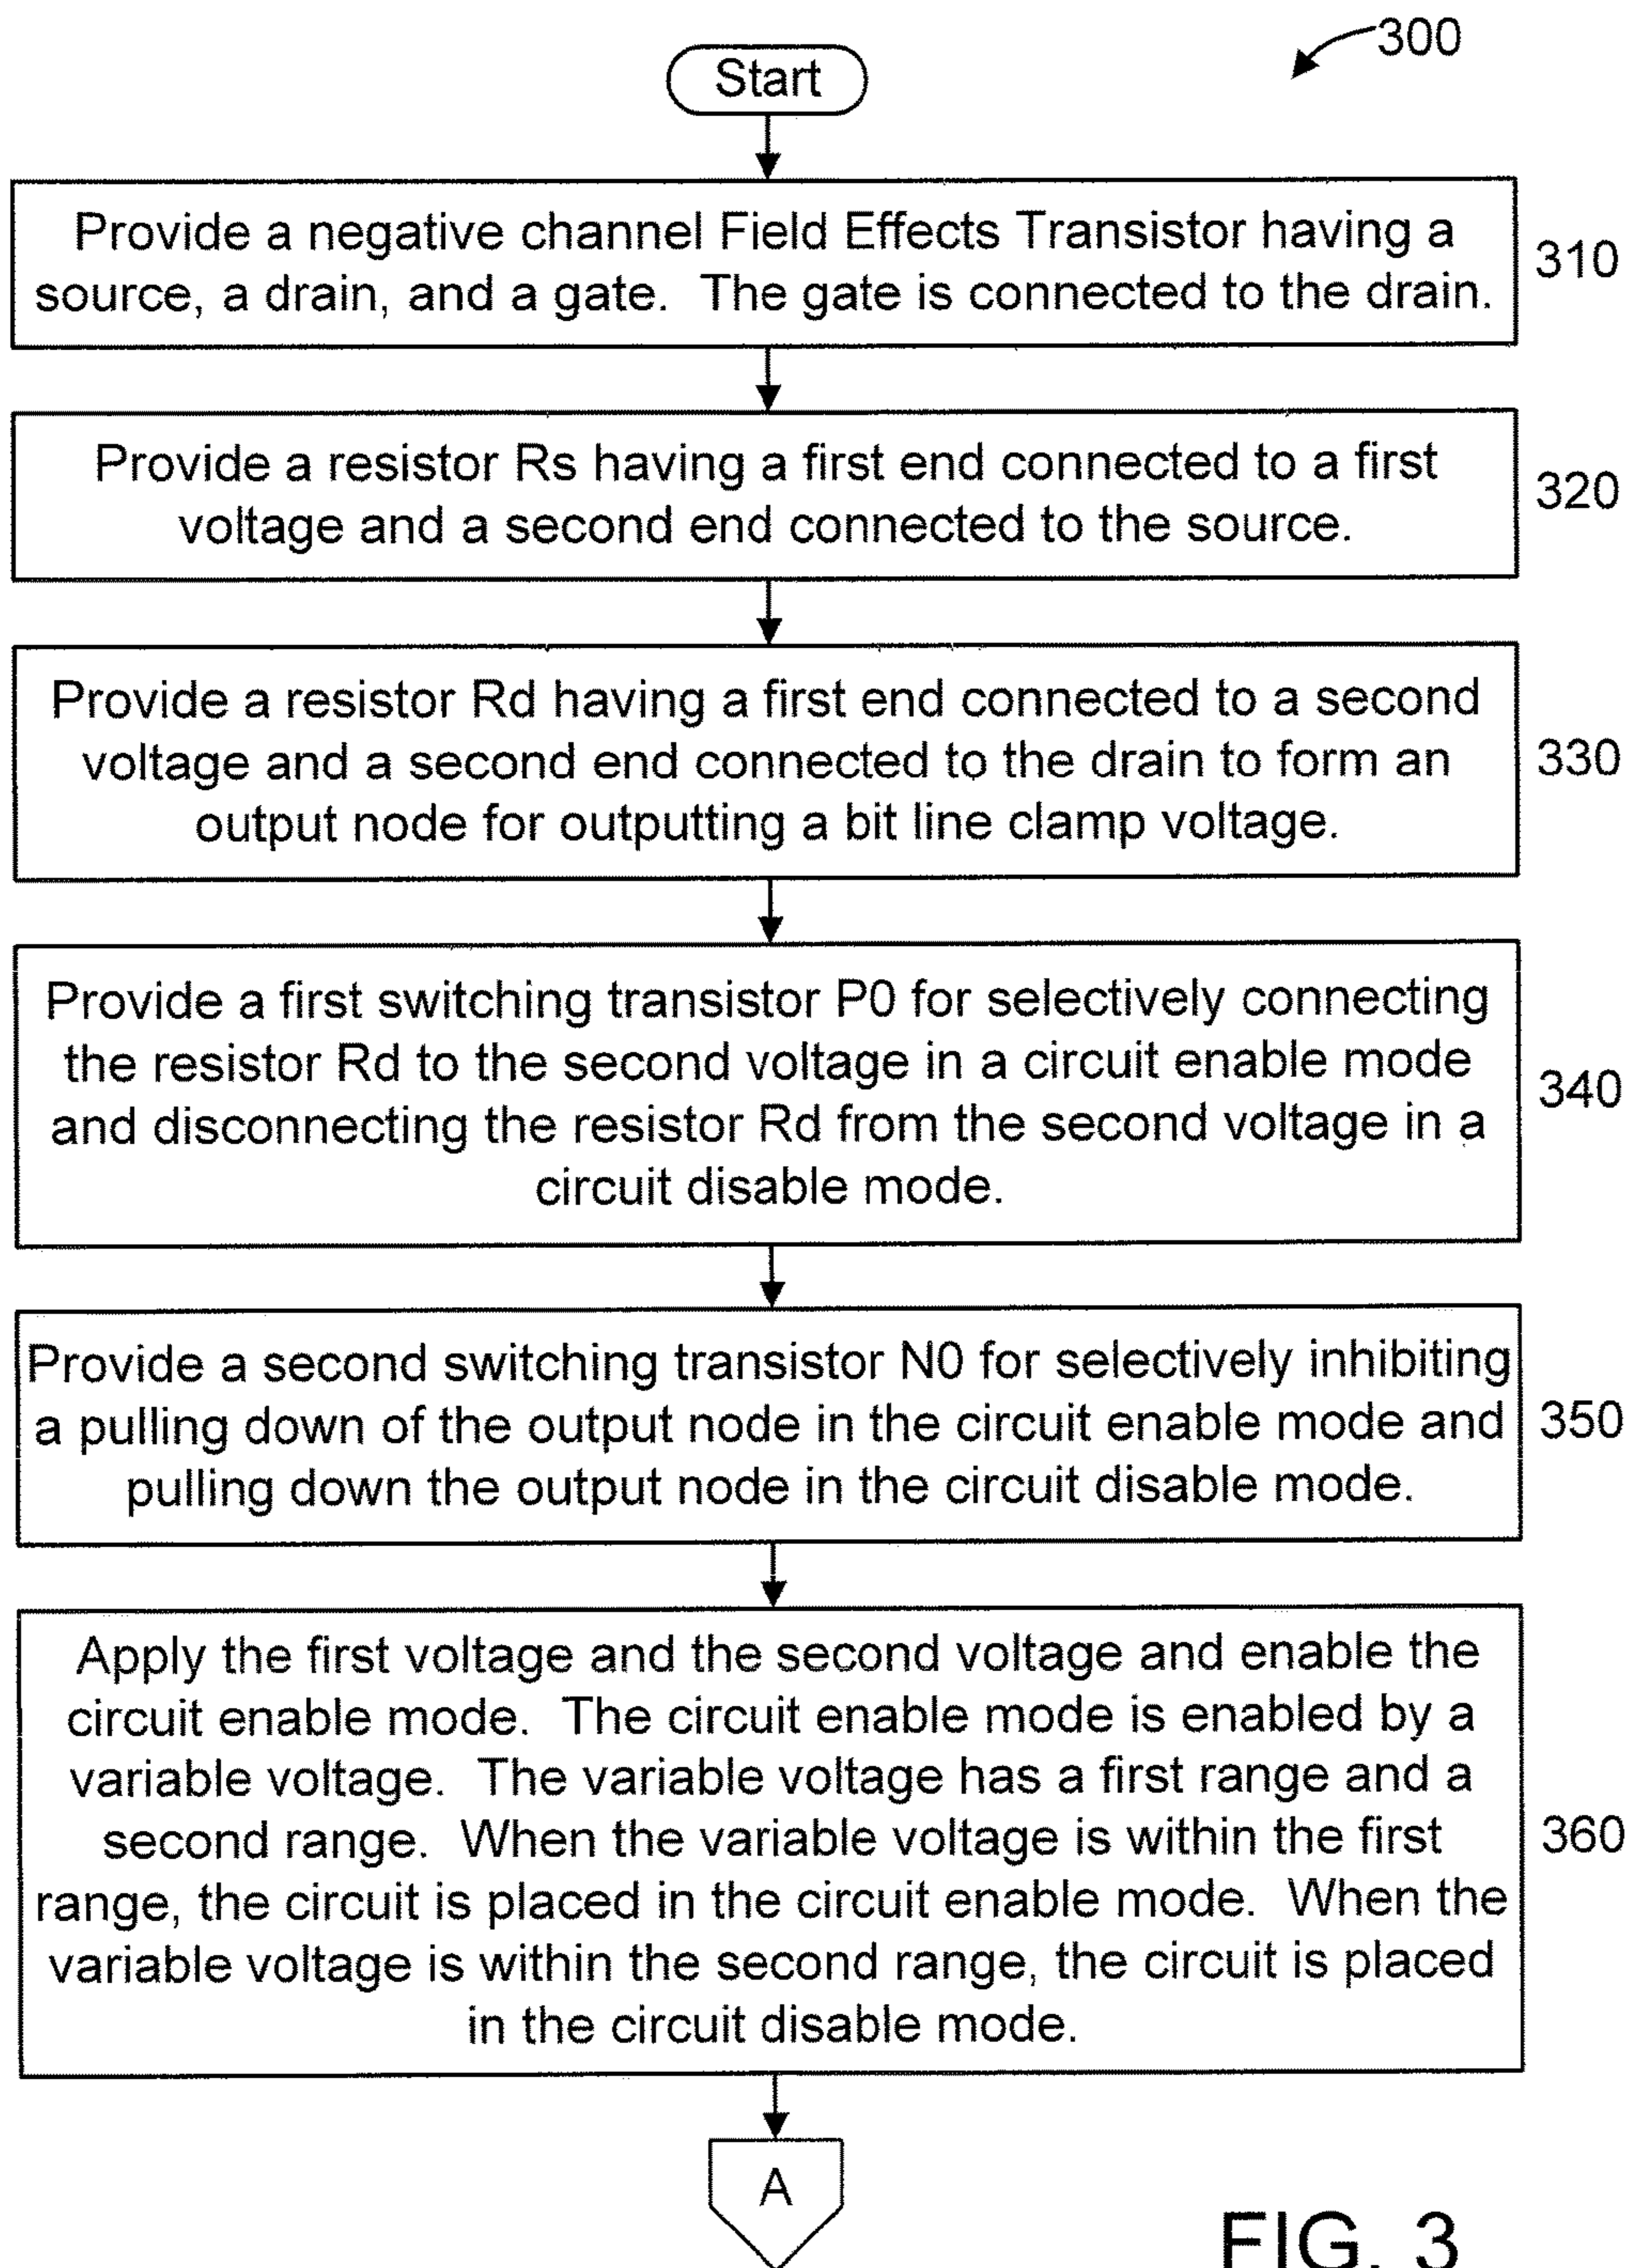 300
Start
Provide a negative channel Field Effects Transistor having a
source, a drain, and a gate. The gate is connected to the drain.
310
Provide a resistor Rs having a first end connected to a first
voltage and a second end connected to the source.
320
Provide a resistor Rd having a first end connected to a second
voltage and a second end connected to the drain to form an
output node for outputting a bit line clamp voltage.
330
Provide a first switching transistor P0 for selectively connecting
the resistor Rd to the second voltage in a circuit enable mode
and disconnecting the resistor Rd from the second voltage in a
circuit disable mode.
340
Provide a second switching transistor N0 for selectively inhibiting
a pulling down of the output node in the circuit enable mode and
pulling down the output node in the circuit disable mode.
350
Apply the first voltage and the second voltage and enable the
circuit enable mode. The circuit enable mode is enabled by a
variable voltage. The variable voltage has a first range and a
second range. When the variable voltage is within the first
range, the circuit is placed in the circuit enable mode. When the
variable voltage is within the second range, the circuit is placed
in the circuit disable mode.
360
A
FIG. 3